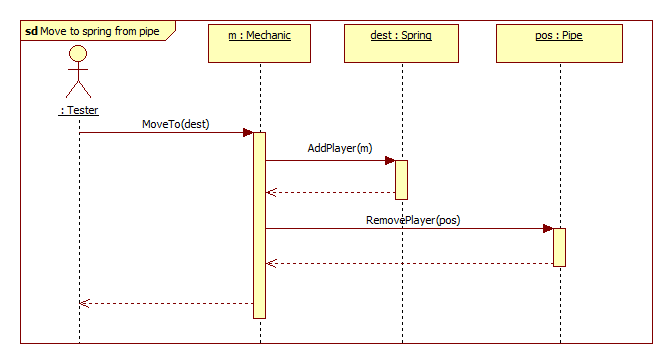 sd Move to spring from pipe
m : Mechanic
dest : Spring
pos : Pipe
: Tester
MoveTo(dest)
AddPlayer(m)
RemovePlayer(pos)